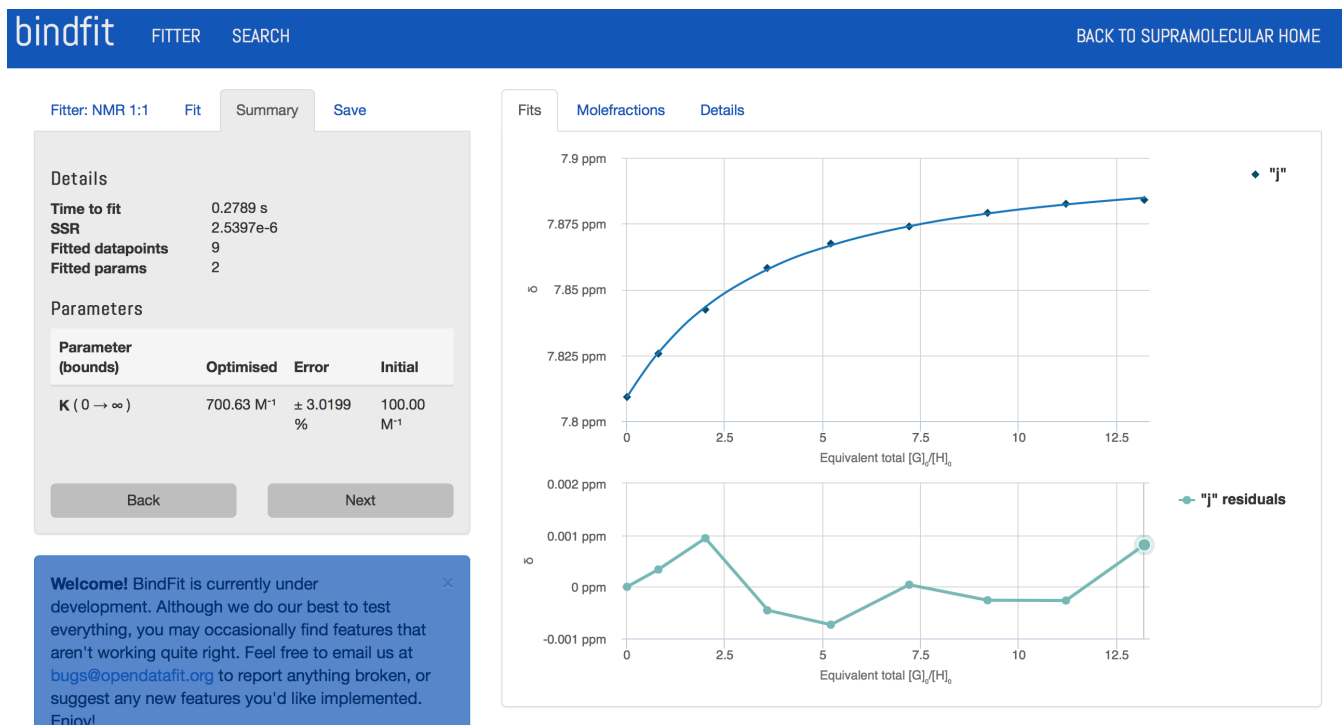 bindfit FITTER SEARCH BACK TO SUPRAMOLECULAR HOME
Fitter: NMR 1:1 Fit Summary Save
Details
Time to fit 0.2789 s
SSR 2.5397e-6
Fitted datapoints 9
Fitted params 2
Parameters
Parameter
(bounds) Optimised Error Initial
K ( 0 → ∞ ) 700.63 M⁻¹ ± 3.0199 100.00
% M⁻¹
Back Next
Welcome! BindFit is currently under ×
development. Although we do our best to test
everything, you may occasionally find features that
aren't working quite right. Feel free to email us at
bugs@opendatafit.org to report anything broken, or
suggest any new features you'd like implemented.
Enjoy!
Fits Molefractions Details
7.9 ppm
7.875 ppm
7.85 ppm
7.825 ppm
7.8 ppm
δ
0 2.5 5 7.5 10 12.5
Equivalent total [G]₀/[H]₀
"j"
0.002 ppm
0.001 ppm
0 ppm
-0.001 ppm
δ
0 2.5 5 7.5 10 12.5
Equivalent total [G]₀/[H]₀
"j" residuals